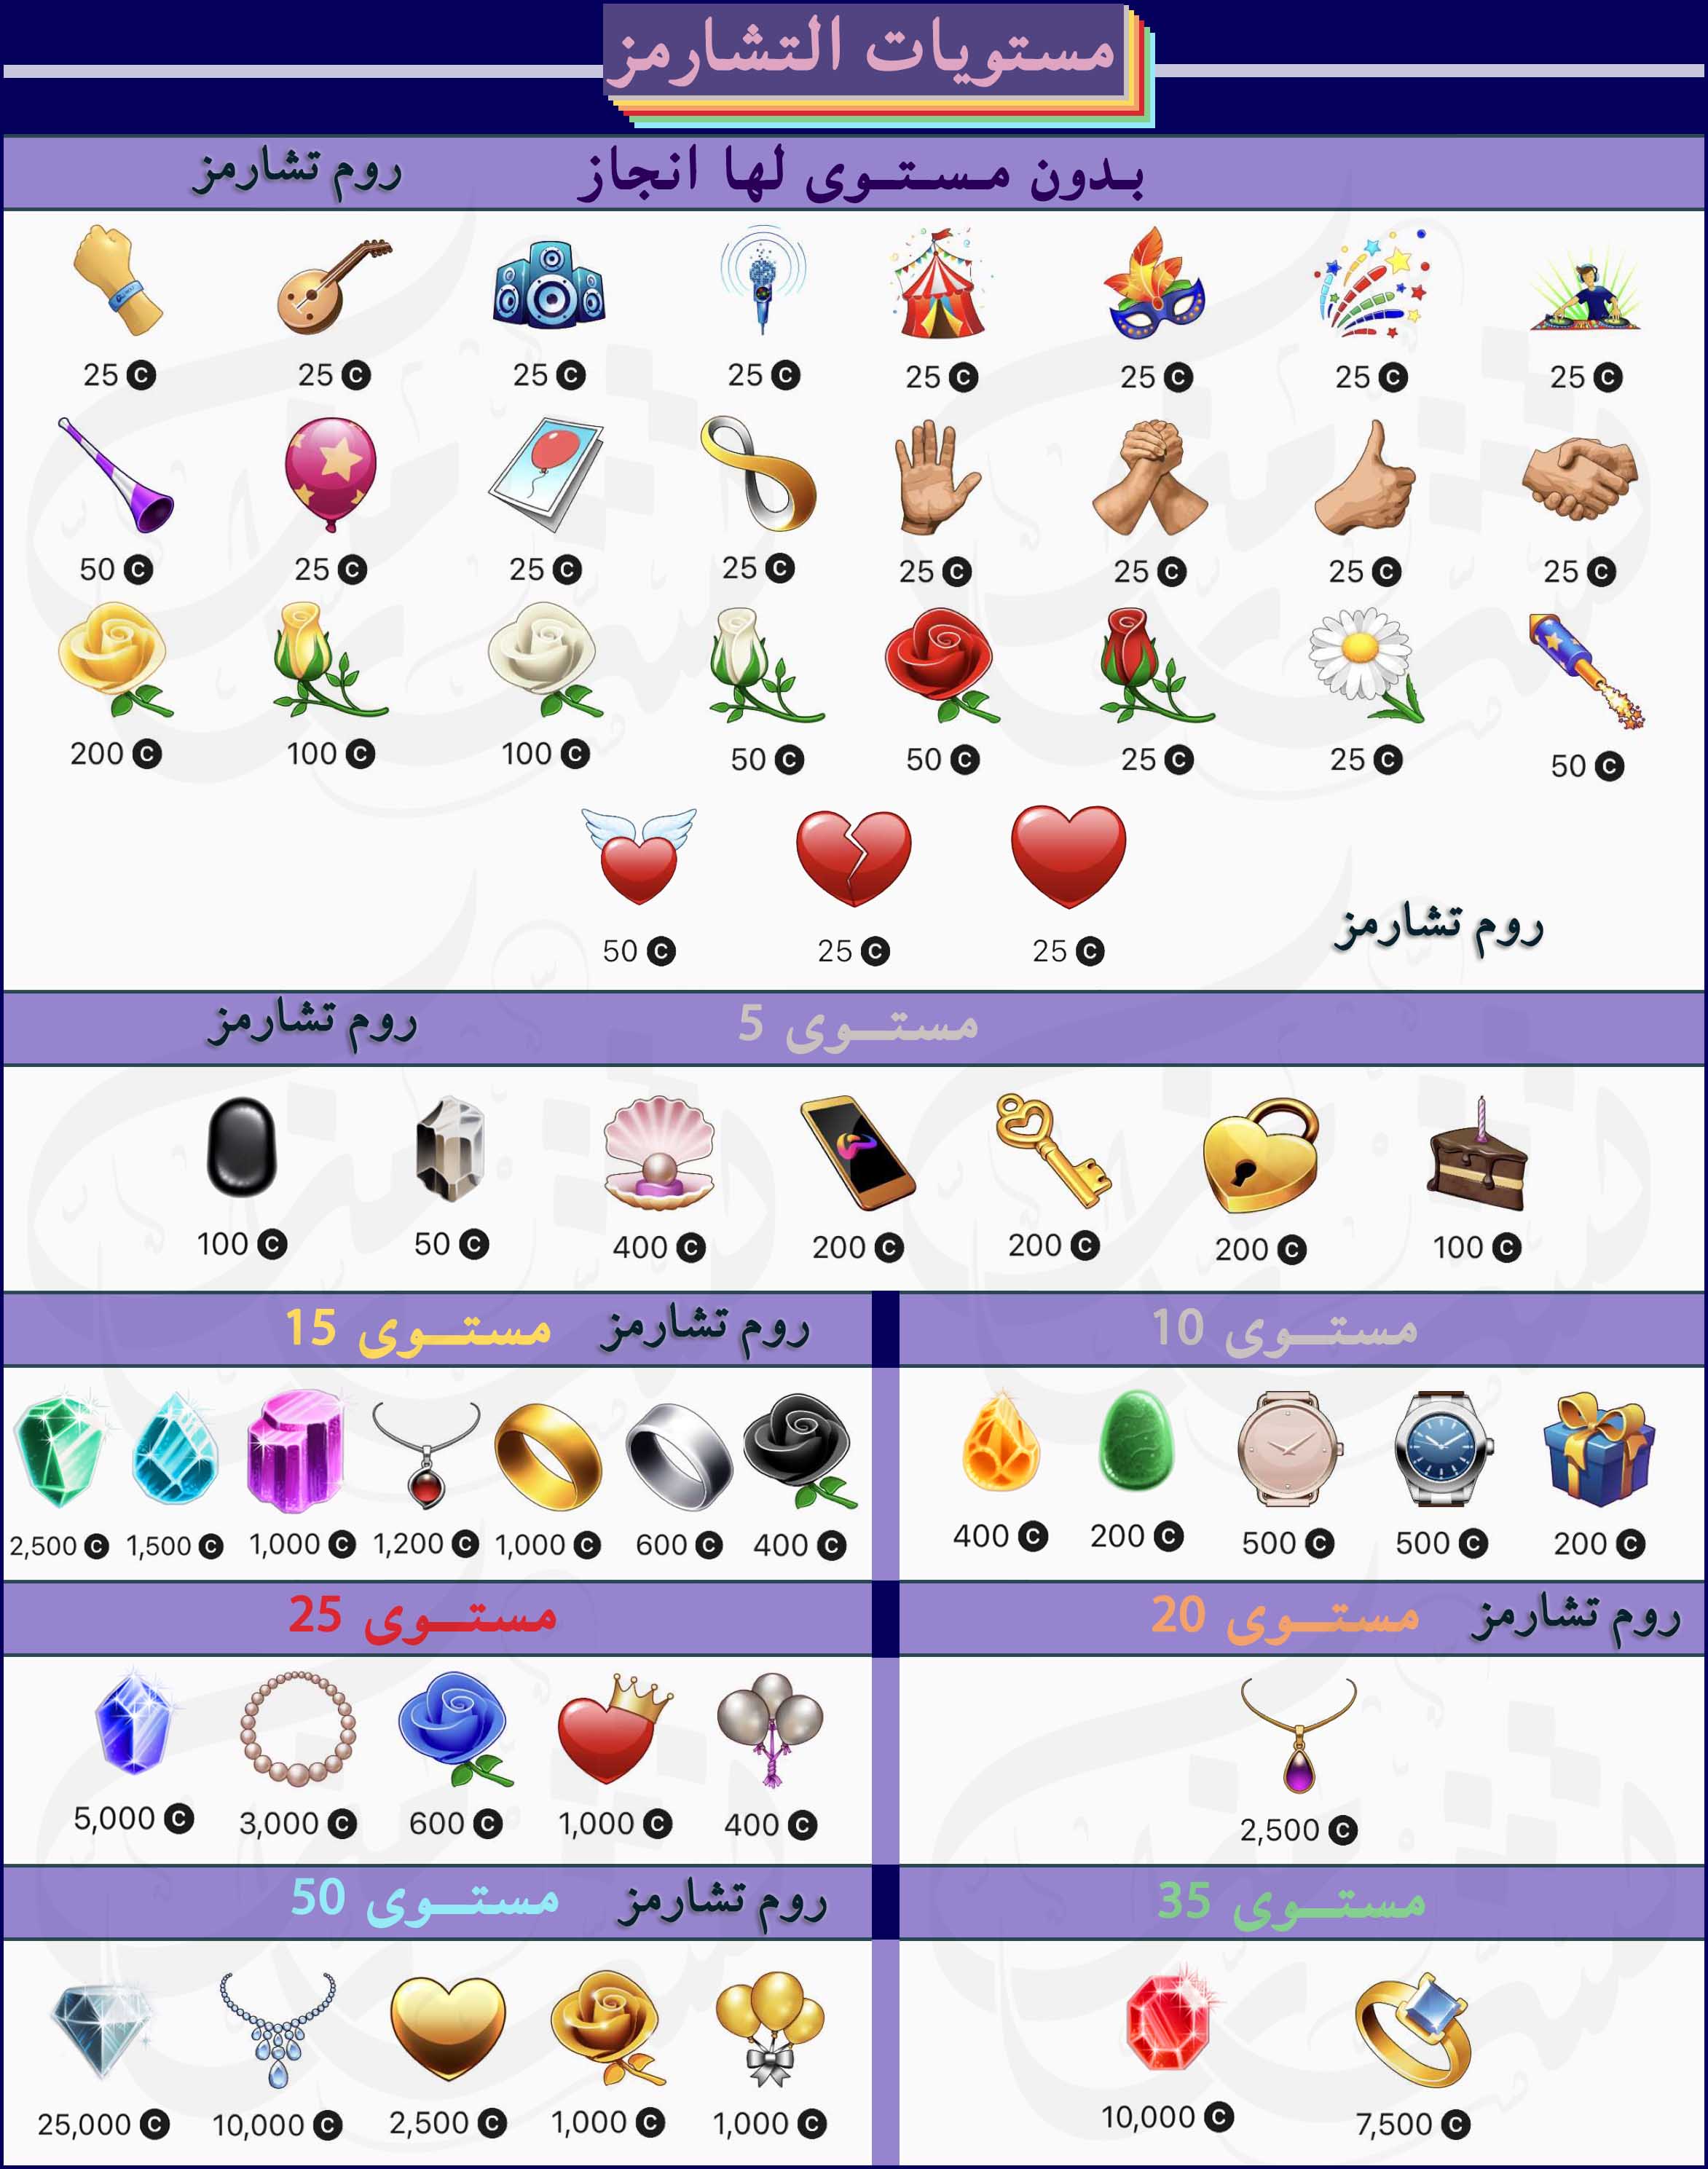 مستويات التشارمز
بدون مستوى لها انجاز روم تشارمز
25 C 25 C 25 C 25 C 25 C 25 C 25 C 25 C
50 C 25 C 25 C 25 C 25 C 25 C 25 C 25 C
200 C 100 C 100 C 50 C 50 C 25 C 25 C 50 C
50 C 25 C 25 C
روم تشارمز
مستوى 5 روم تشارمز
100 C 50 C 400 C 200 C 200 C 200 C 100 C
مستوى 10
400 C 200 C 500 C 500 C 200 C
روم تشارمز مستوى 15
2,500 C 1,500 C 1,000 C 1,200 C 1,000 C 600 C 400 C
روم تشارمز مستوى 20
2,500 C
مستوى 25
5,000 C 3,000 C 600 C 1,000 C 400 C
مستوى 35
10,000 C 7,500 C
روم تشارمز مستوى 50
25,000 C 10,000 C 2,500 C 1,000 C 1,000 C